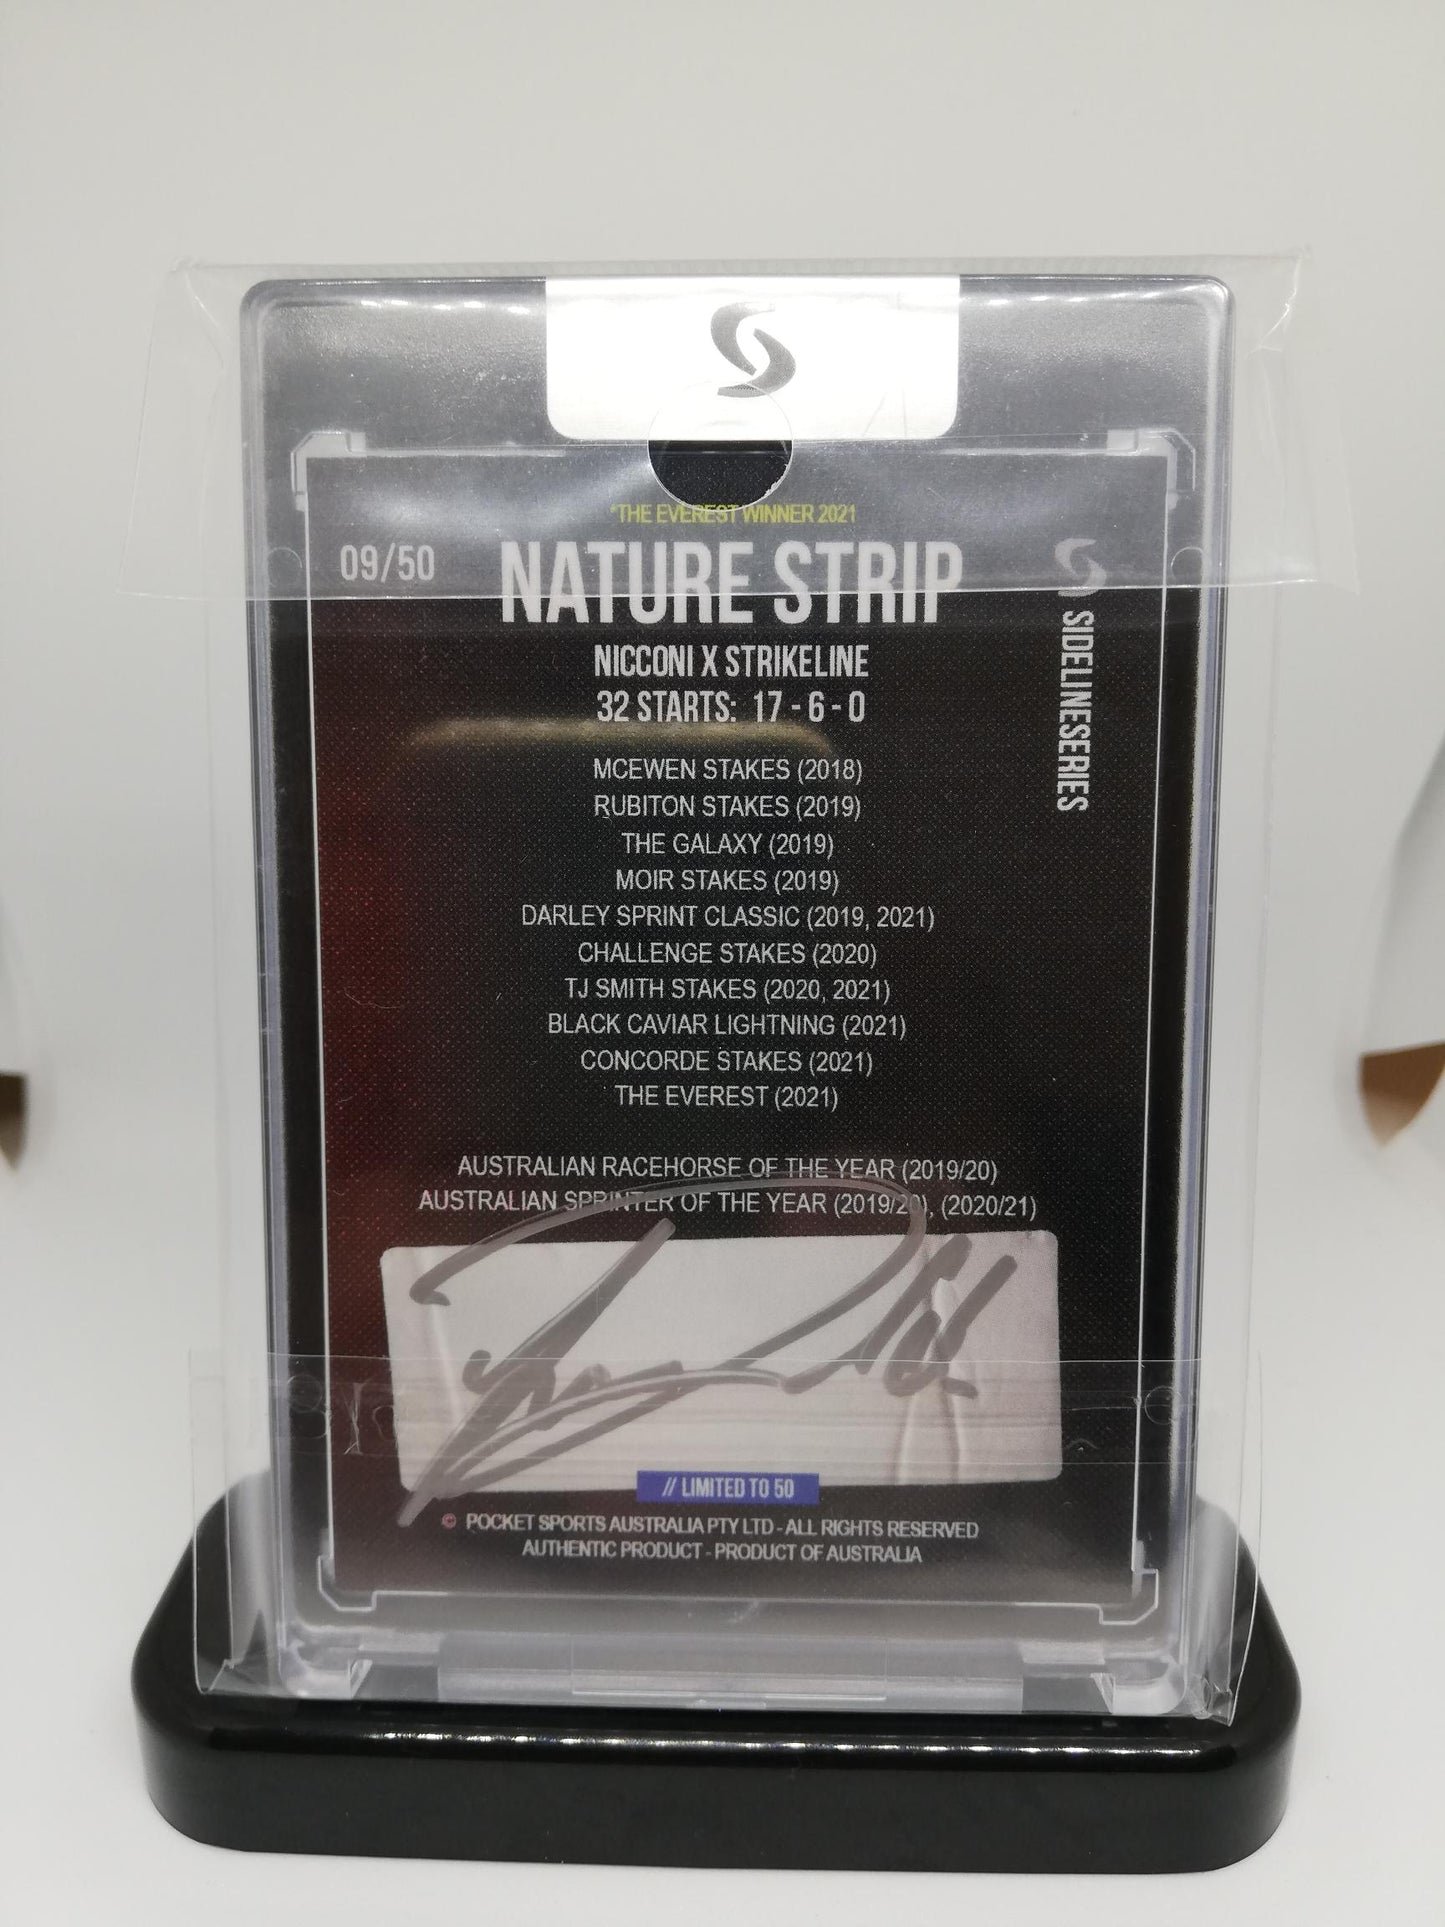 *THE EVEREST WINNER 2021
09/50
NATURE STRIP
SIDELINESERIES
NICCONI X STRIKELINE
32 STARTS: 17 - 6 - 0
MCEWEN STAKES (2018)
RUBITON STAKES (2019)
THE GALAXY (2019)
MOIR STAKES (2019)
DARLEY SPRINT CLASSIC (2019, 2021)
CHALLENGE STAKES (2020)
TJ SMITH STAKES (2020, 2021)
BLACK CAVIAR LIGHTNING (2021)
CONCORDE STAKES (2021)
THE EVEREST (2021)
AUSTRALIAN RACEHORSE OF THE YEAR (2019/20)
AUSTRALIAN SPRINTER OF THE YEAR (2019/20), (2020/21)
// LIMITED TO 50
© POCKET SPORTS AUSTRALIA PTY LTD - ALL RIGHTS RESERVED
AUTHENTIC PRODUCT - PRODUCT OF AUSTRALIA